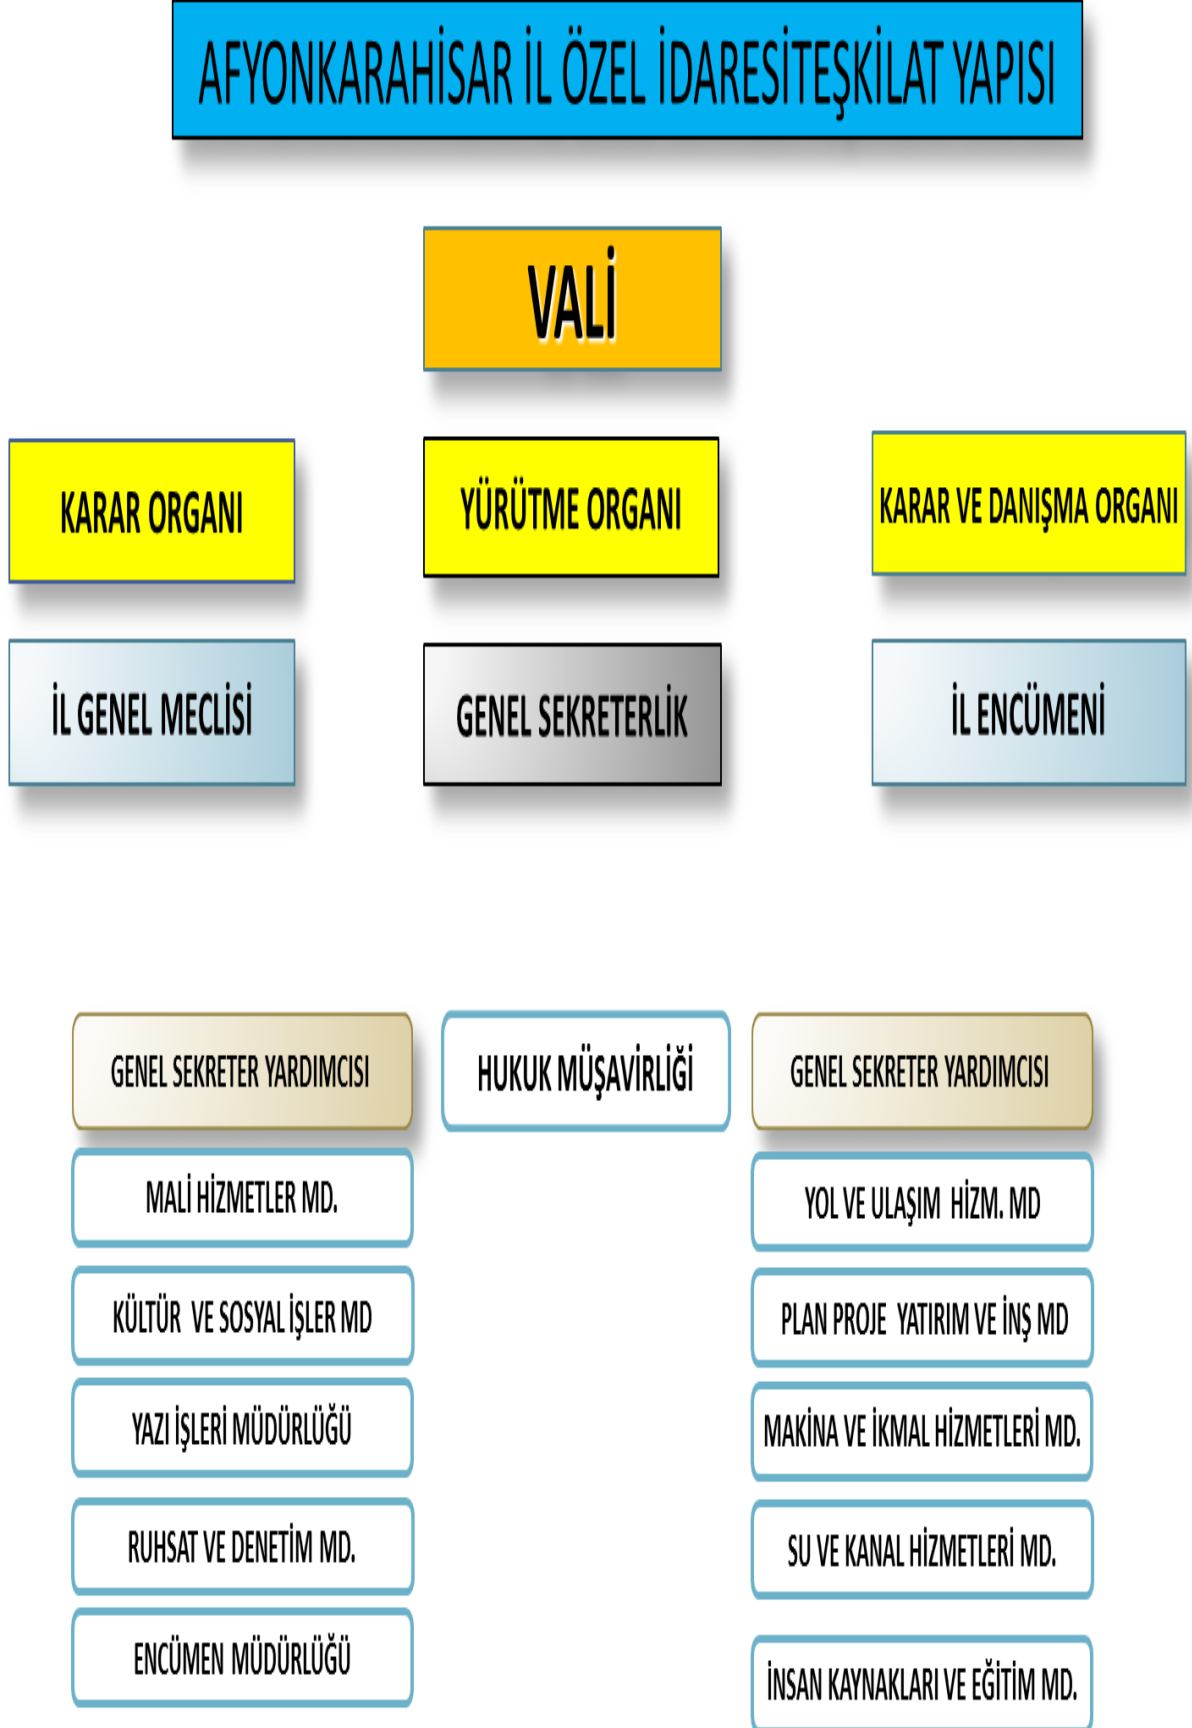 AFYONKARAHİSAR İL ÖZEL İDARESİTEŞKİLAT YAPISI
VALİ
KARAR ORGANI
YÜRÜTME ORGANI
KARAR VE DANIŞMA ORGANI
İL GENEL MECLİSİ
GENEL SEKRETERLİK
İL ENCÜMENİ
GENEL SEKRETER YARDIMCISI
HUKUK MÜŞAVİRLİĞİ
GENEL SEKRETER YARDIMCISI
MALİ HİZMETLER MD.
KÜLTÜR VE SOSYAL İŞLER MD
YAZI İŞLERİ MÜDÜRLÜĞÜ
RUHSAT VE DENETİM MD.
ENCÜMEN MÜDÜRLÜĞÜ
YOL VE ULAŞIM HİZM. MD
PLAN PROJE YATIRIM VE İNŞ MD
MAKİNA VE İKMAL HİZMETLERİ MD.
SU VE KANAL HİZMETLERİ MD.
İNSAN KAYNAKLARI VE EĞİTİM MD.